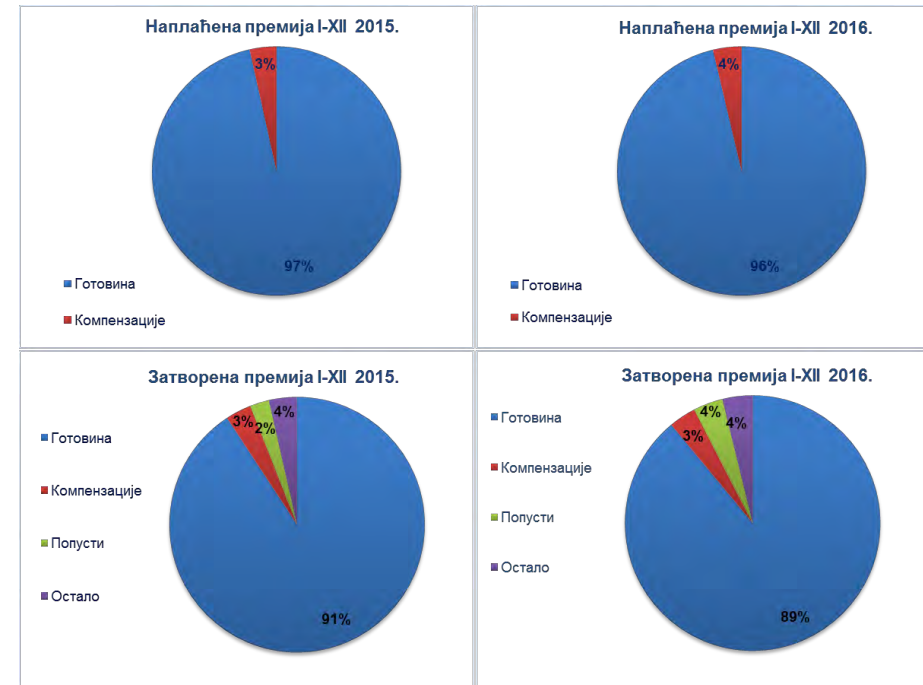 Наплаћена премија I-XII 2015.
3%
97%
Готовина
Компензације
Наплаћена премија I-XII 2016.
4%
96%
Готовина
Компензације
Затворена премија I-XII 2015.
3%
2%
4%
91%
Готовина
Компензације
Попусти
Остало
Затворена премија I-XII 2016.
3%
4%
4%
89%
Готовина
Компензације
Попусти
Остало